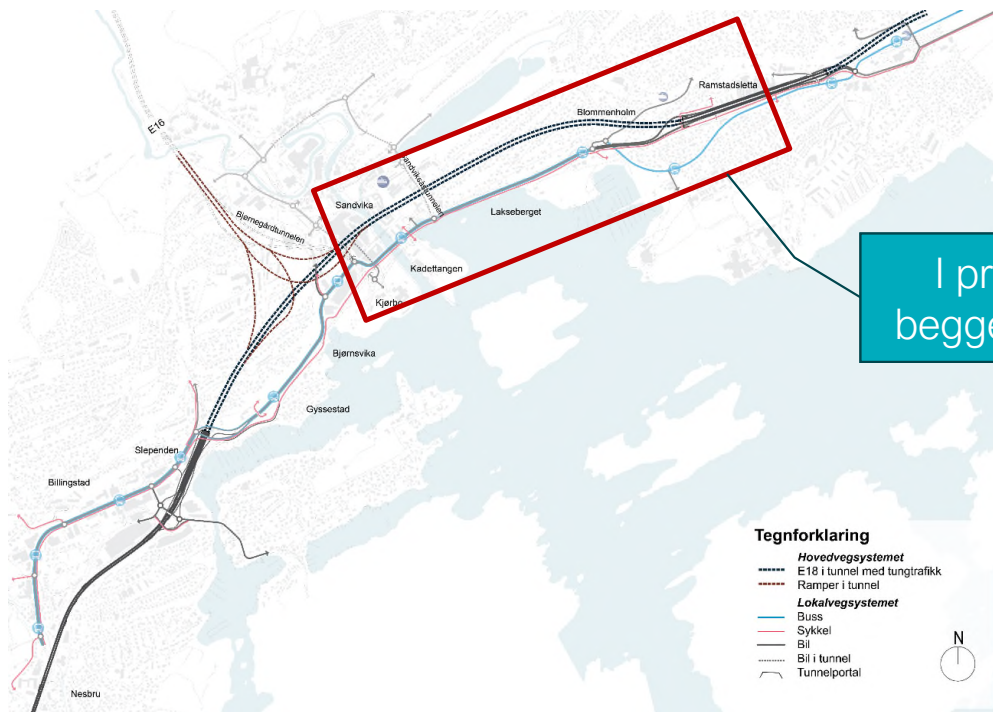 Ramstadsletta
Blommenholm
E16
Sandviksåstunnelen
Sandvika
Bjørnegårdtunnelen
Lakseberget
Kadettangen
Kjørbo
I pr
begge
Bjørnsvika
Gyssestad
Slependen
Billingstad
Nesbru
Tegnforklaring
Hovedvegsystemet
E18 i tunnel med tungtrafikk
Ramper i tunnel
Lokalvegsystemet
Buss
Sykkel
Bil
Bil i tunnel
Tunnelportal
N